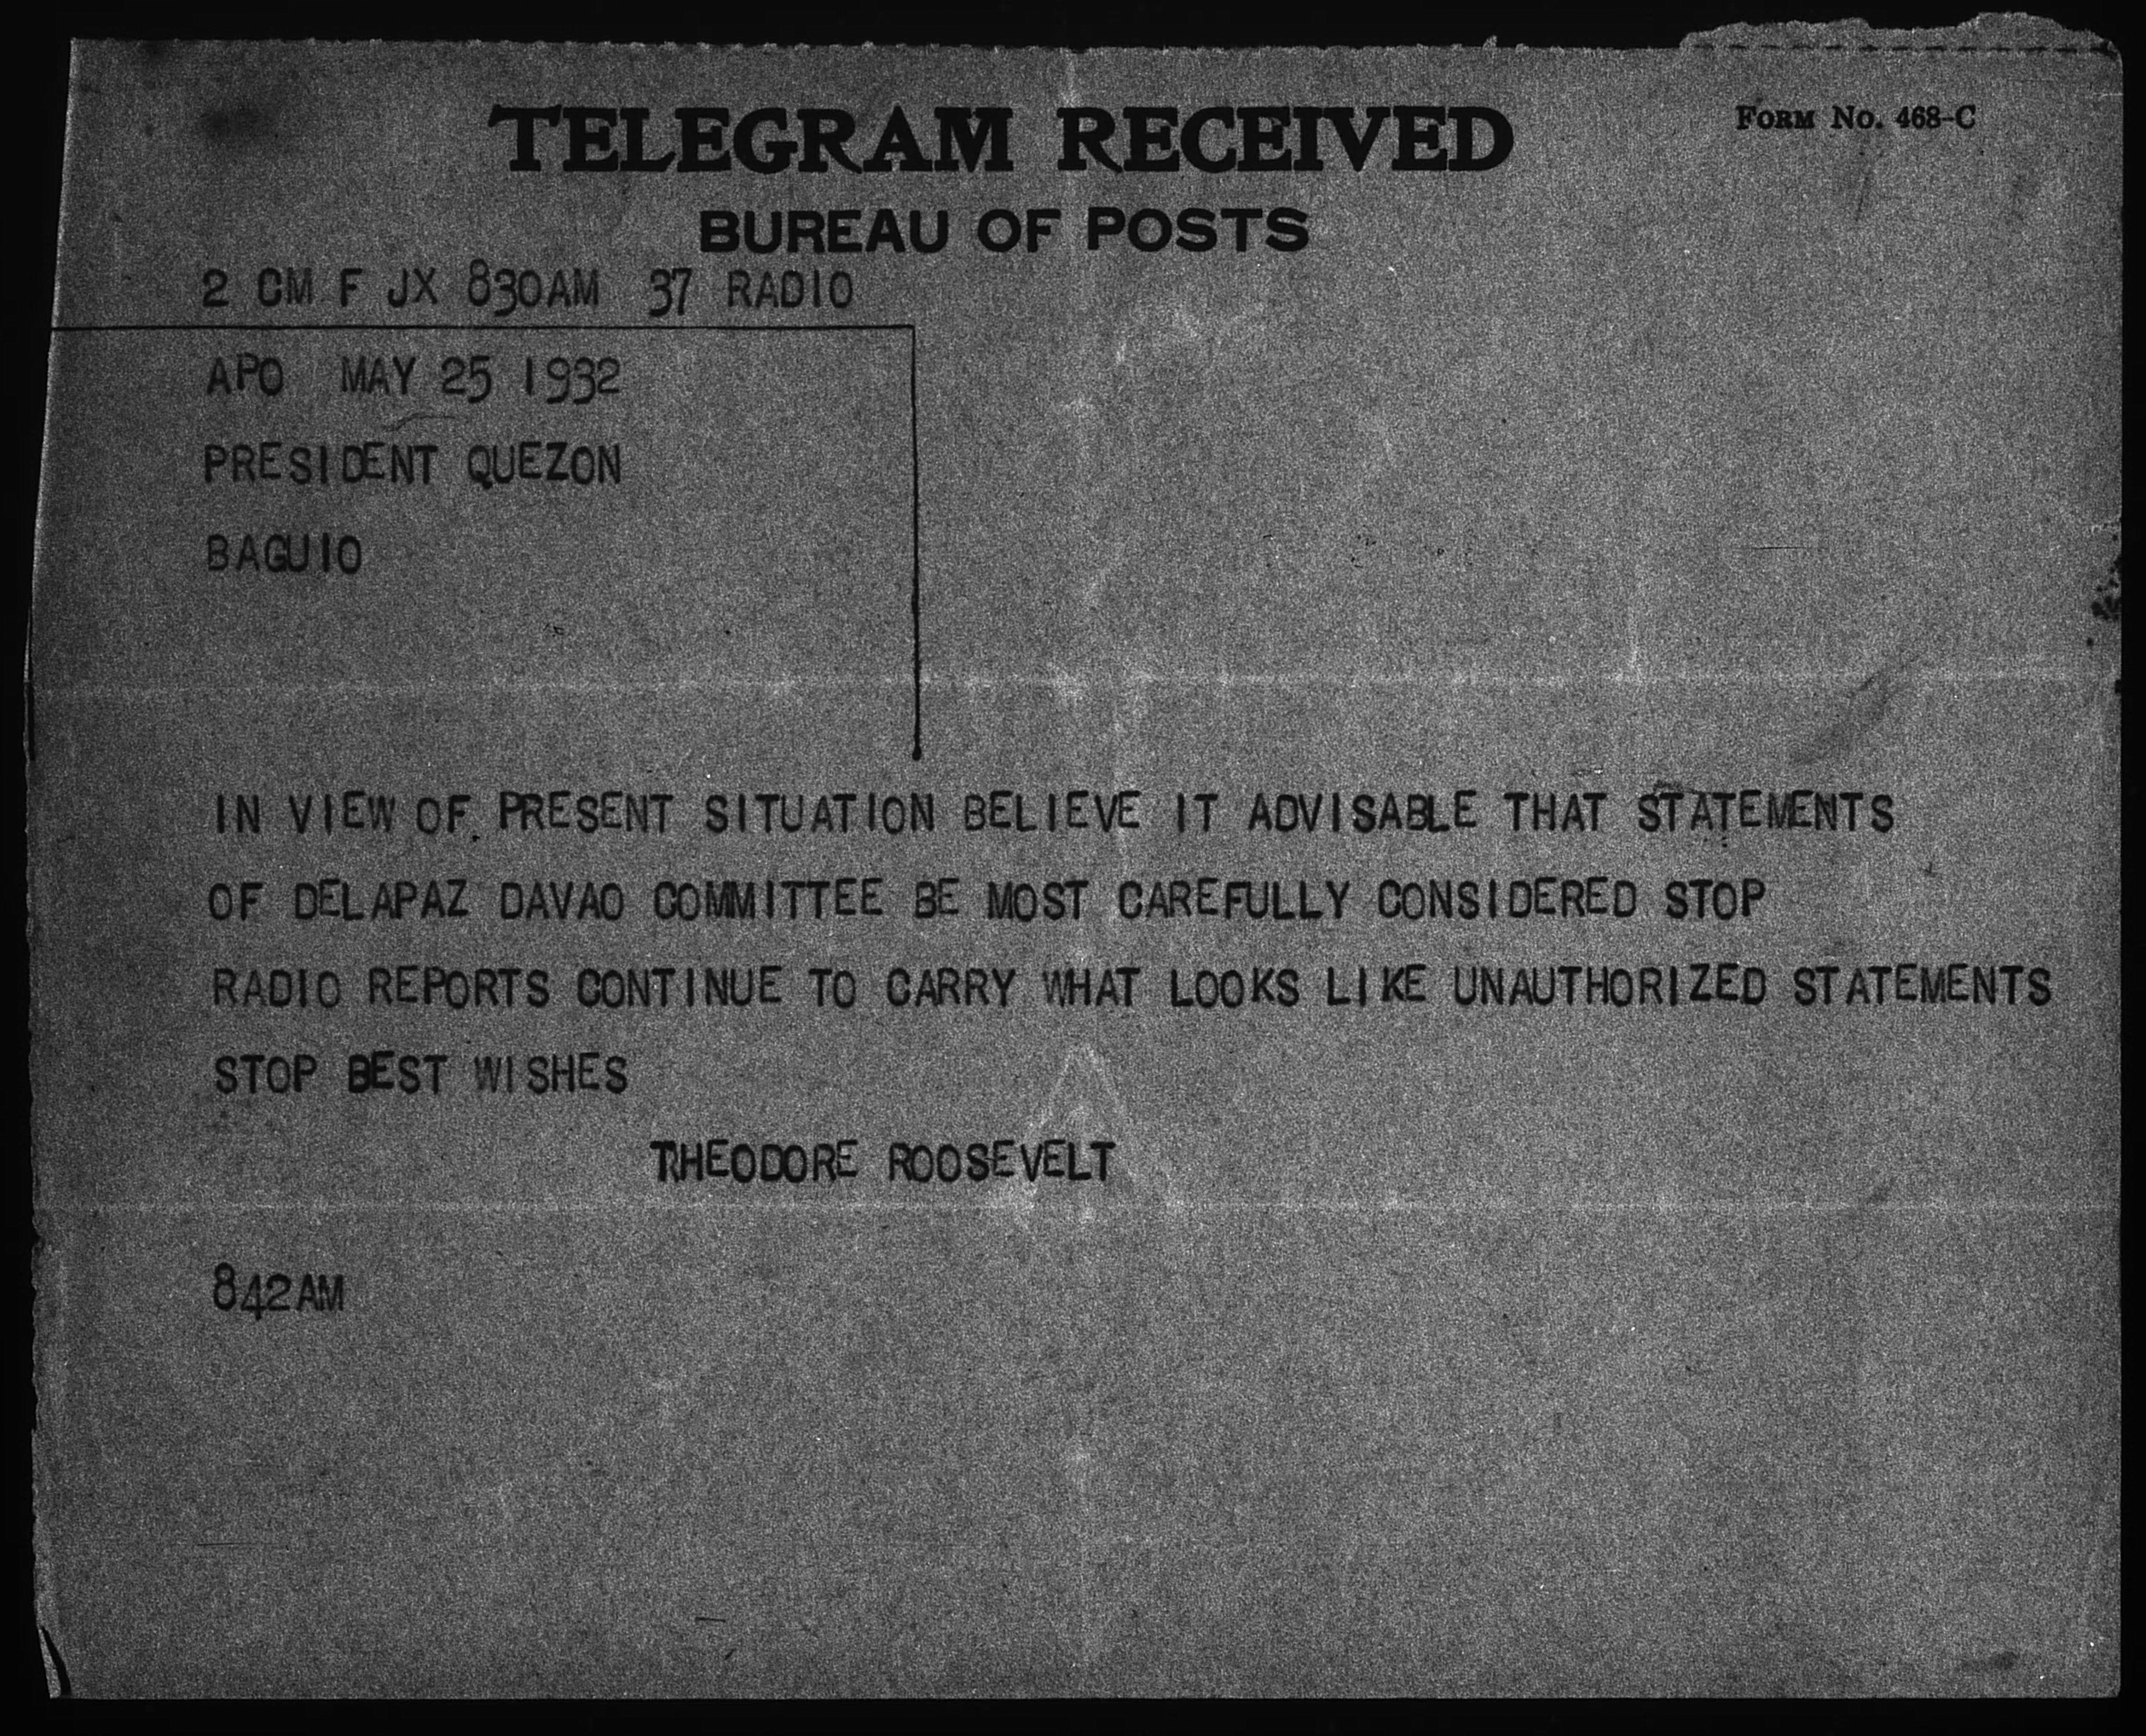 TELEGRAM RECEIVED
FORM NO. 468-C
BUREAU OF POSTS
2 CM F JX 830AM 37 RADIO
APO MAY 25 1932
PRESIDENT QUEZON
BAGUIO
IN VIEW OF PRESENT SITUATION BELIEVE IT ADVISABLE THAT STATEMENTS
OF DELAPAZ DAVAO COMMITTEE BE MOST CAREFULLY CONSIDERED STOP
RADIO REPORTS CONTINUE TO CARRY WHAT LOOKS LIKE UNAUTHORIZED STATEMENTS
STOP BEST WISHES
THEODORE ROOSEVELT
842AM